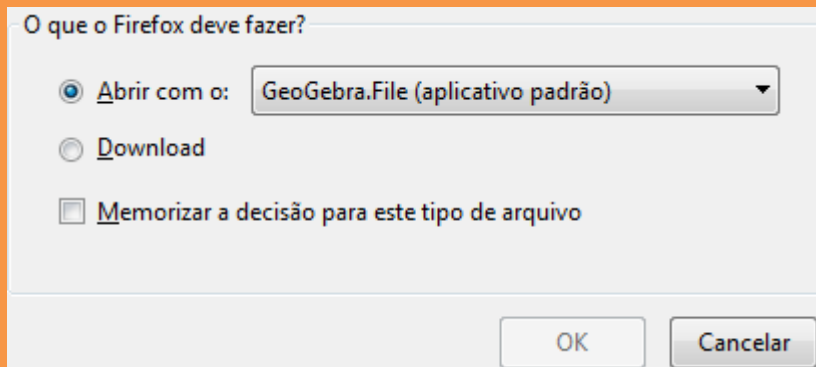 O que o Firefox deve fazer?
Abrir com o: GeoGebra.File (aplicativo padrão)
Download
Memorizar a decisão para este tipo de arquivo
OK Cancelar